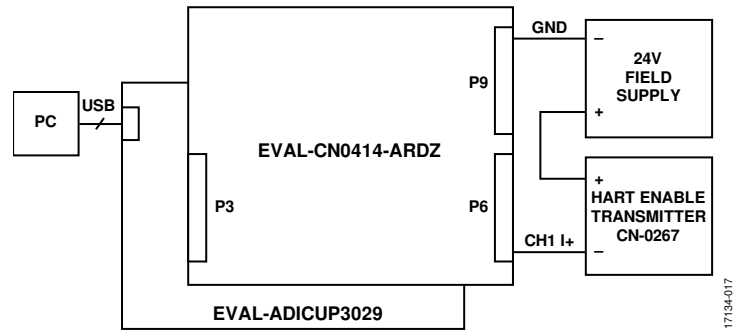 PC
USB
EVAL-CN0414-ARDZ
P3
P9
P6
GND
CH1 I+
–
24V
FIELD
SUPPLY
+
+
HART ENABLE
TRANSMITTER
CN-0267
–
EVAL-ADICUP3029
17134-017